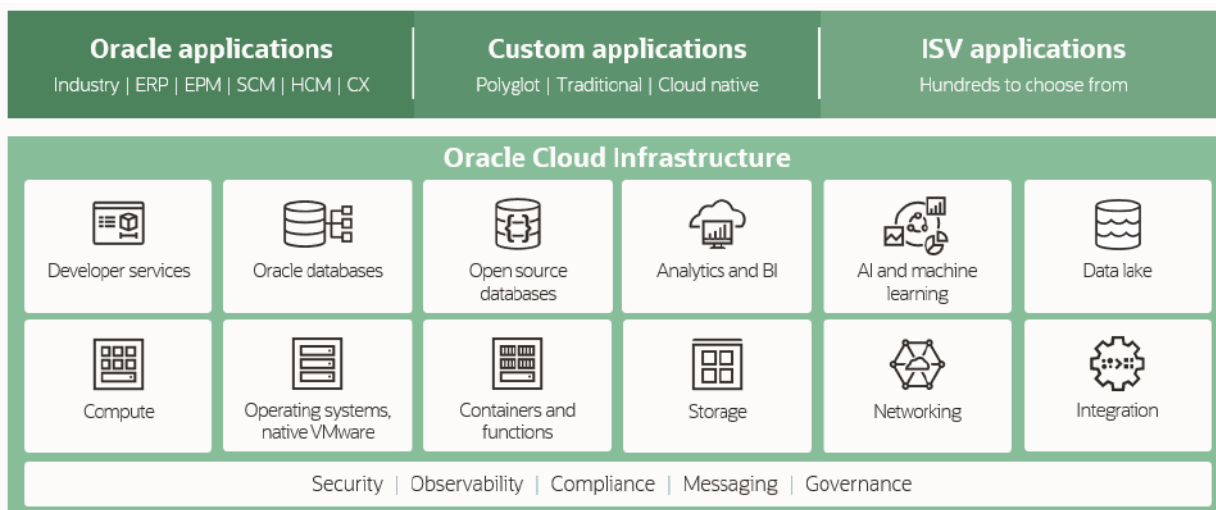 Oracle applications
Industry | ERP | EPM | SCM | HCM | CX
Custom applications
Polyglot | Traditional | Cloud native
ISV applications
Hundreds to choose from
Oracle Cloud Infrastructure
Developer services
Oracle databases
Open source
databases
Analytics and BI
AI and machine
learning
Data lake
Compute
Operating systems,
native VMware
Containers and
functions
Storage
Networking
Integration
Security | Observability | Compliance | Messaging | Governance